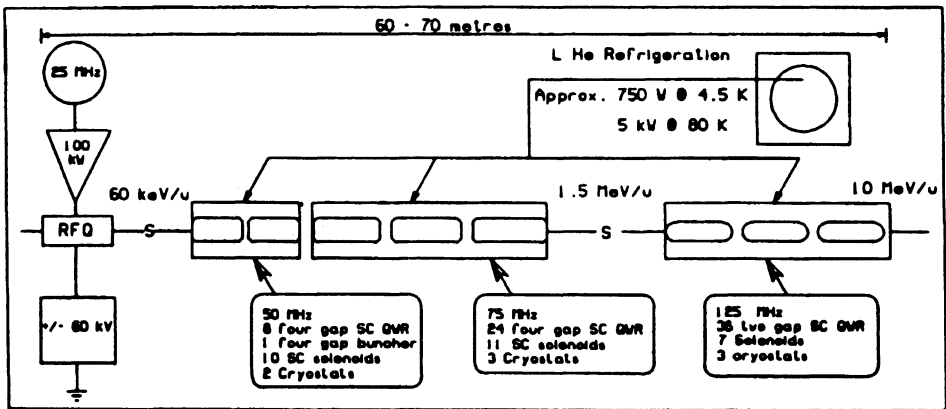 60 - 70 metres
25 MHz
L He Refrigeration
Approx. 750 W @ 4.5 K
5 kW @ 80 K
100
kW
60 keV/u
1.5 MeV/u
10 MeV/u
RFQ
S
S
+/- 60 kV
50 MHz
four gap SC QWR
1 four gap buncher
10 SC solenoids
2 Cryostats
75 MHz
24 four gap SC QWR
11 SC solenoids
3 Cryostats
125 MHz
36 two gap SC QWR
7 Solenoids
3 cryostats